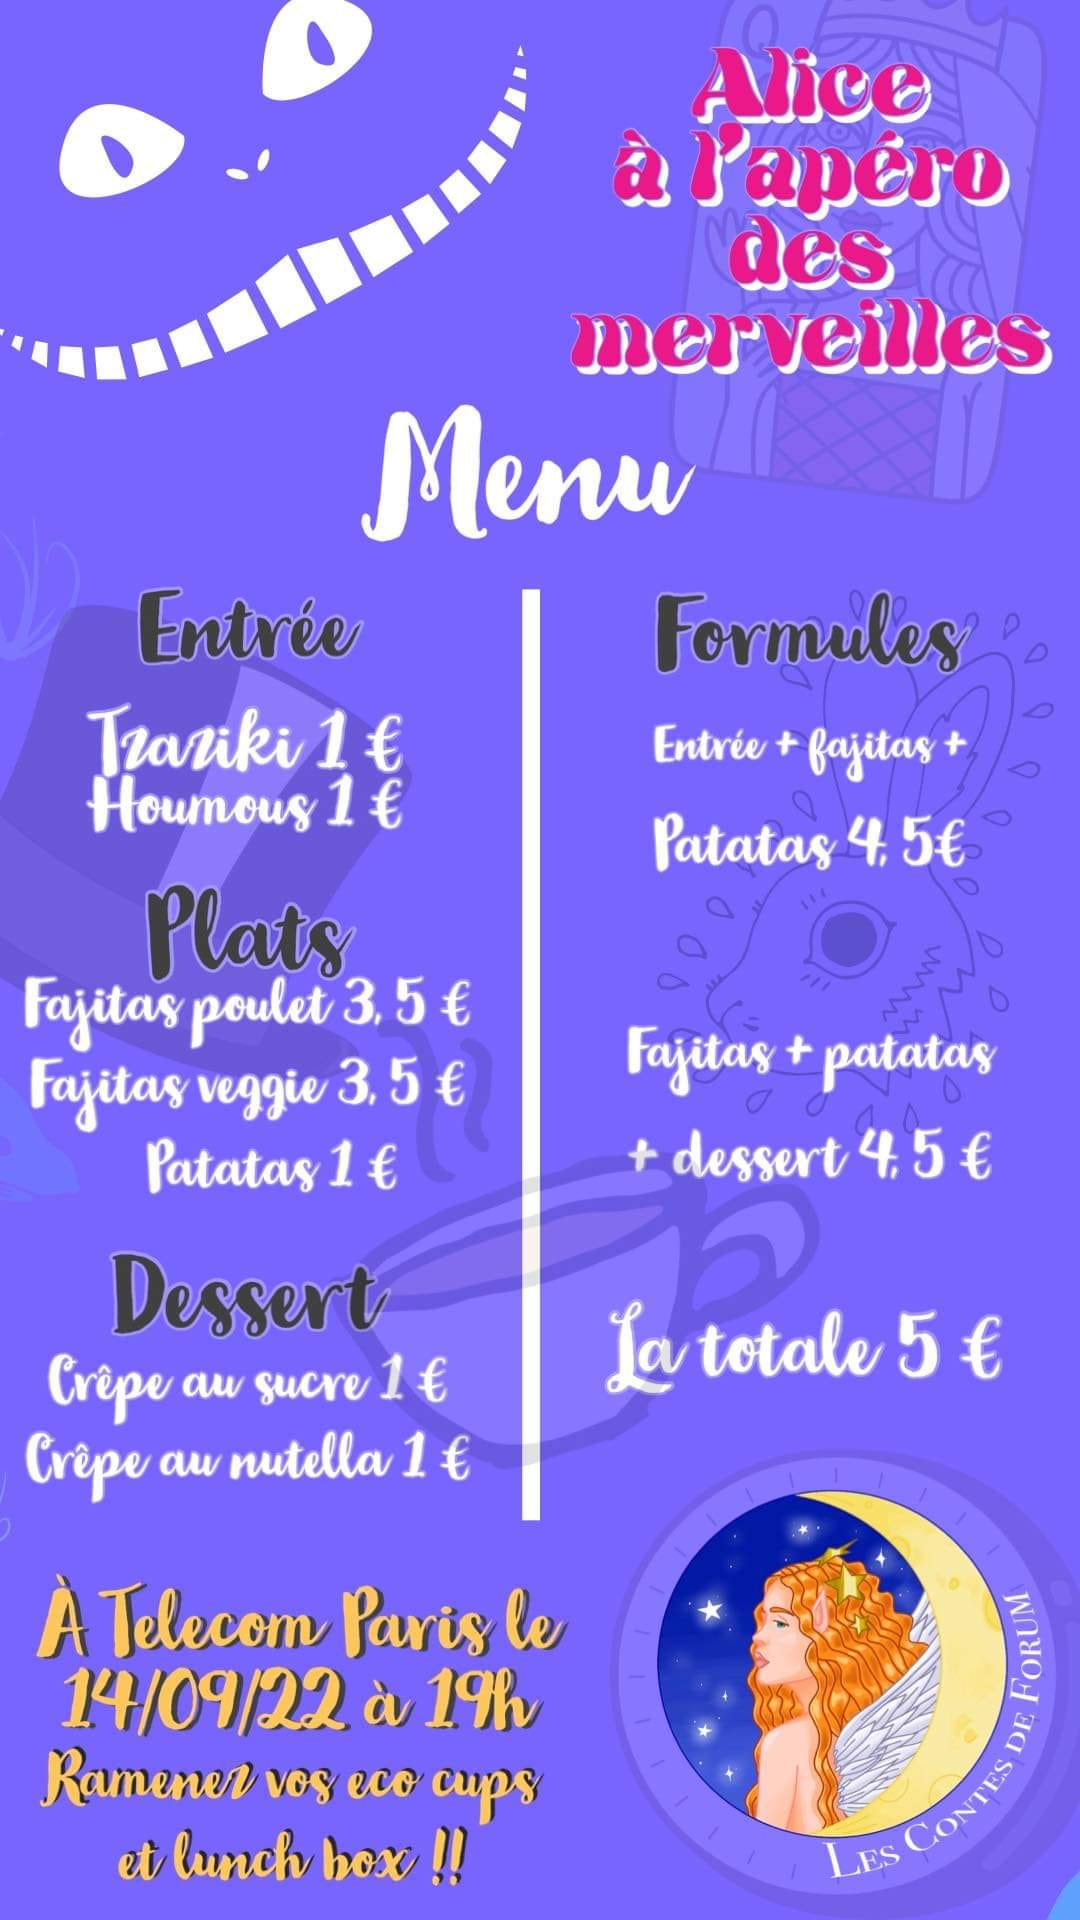 Alice
à l'apéro
des
merveilles
Menu
Entrée
Tzaziki 1 €
Houmous 1 €
Plats
Fajitas poulet 3,5 €
Fajitas veggie 3,5 €
Patatas 1 €
Dessert
Crêpe au sucre 1 €
Crêpe au nutella 1 €
Formules
Entrée + fajitas +
Patatas 4,5€
Fajitas + patatas
+ dessert 4,5 €
La totale 5 €
À Telecom Paris le
14/09/22 à 19h
Ramenez vos eco cups
et lunch box !!
Les Contes de Forum